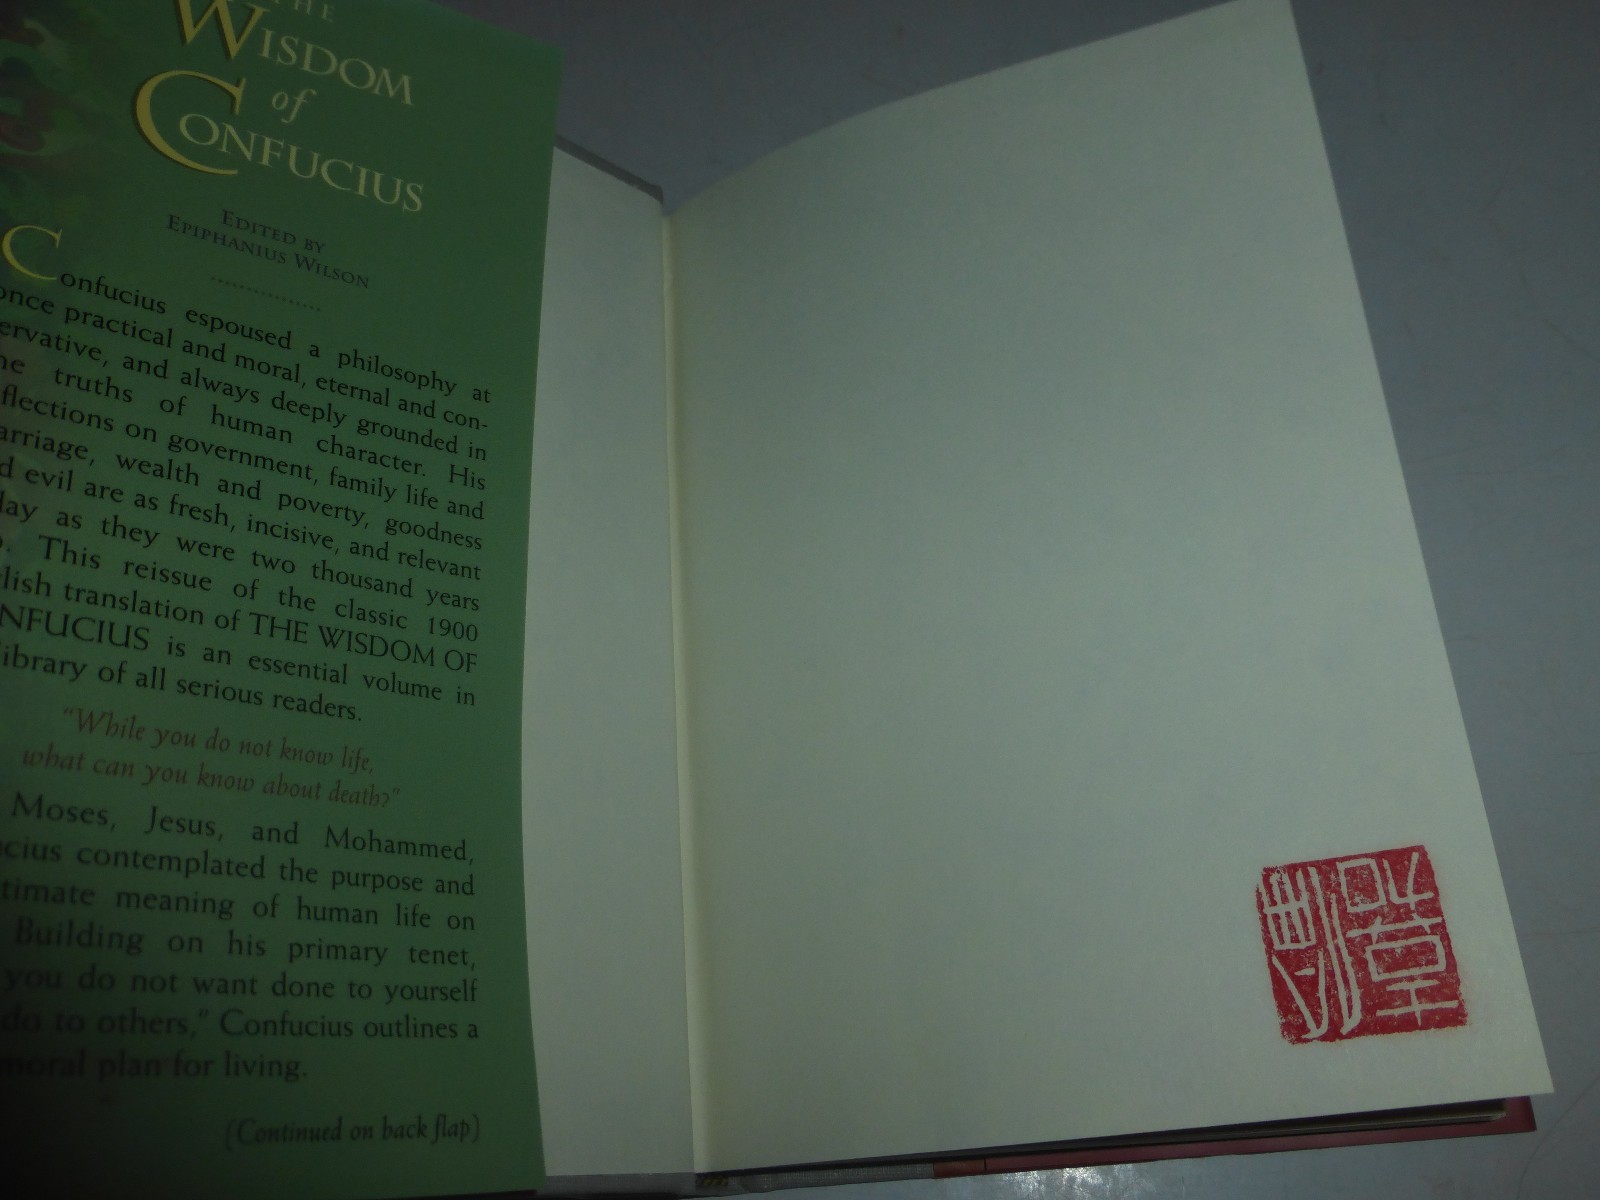 THE
WISDOM
of
CONFUCIUS
EDITED BY
EPIPHANIUS WILSON
Confucius espoused a philosophy at
once practical and moral, eternal and con-
ervative, and always deeply grounded in
he truths of human character. His
flections on government, family life and
arriage, wealth and poverty, goodness
d evil are as fresh, incisive, and relevant
day as they were two thousand years
o. This reissue of the classic 1900
lish translation of THE WISDOM OF
NFUCIUS is an essential volume in
library of all serious readers.
"While you do not know life,
what can you know about death?"
Moses, Jesus, and Mohammed,
cius contemplated the purpose and
timate meaning of human life on
Building on his primary tenet,
you do not want done to yourself
do to others," Confucius outlines a
moral plan for living.
(Continued on back flap)